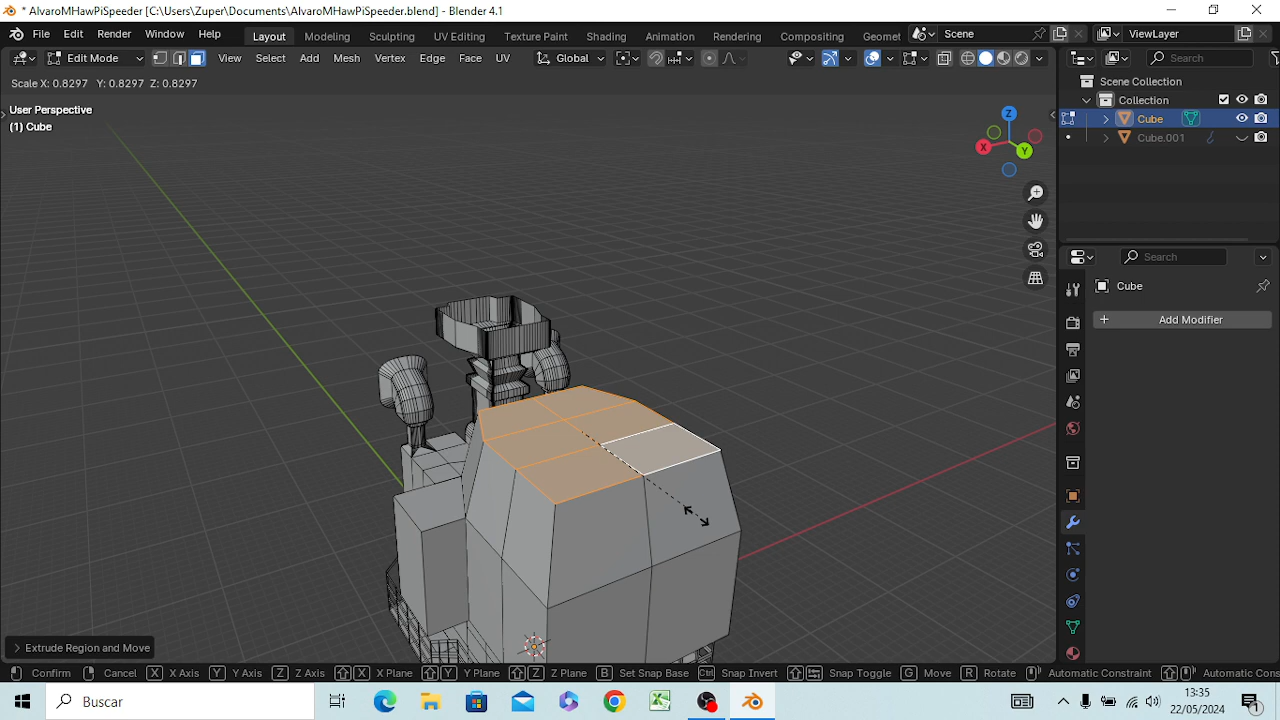 * AlvaroMHawPiSpeeder [C:\Users\Zuper\Documents\AlvaroMHawPiSpeeder.blend] - Blender 4.1
File Edit Render Window Help Layout Modeling Sculpting UV Editing Texture Paint Shading Animation Rendering Compositing Geomet Scene ViewLayer
Edit Mode View Select Add Mesh Vertex Edge Face UV Global Search
Scale X: 0.8297 Y: 0.8297 Z: 0.8297
Scene Collection
User Perspective
Collection
(1) Cube
Cube
Cube.001
Z
X
Y
Search
Cube
Add Modifier
Extrude Region and Move
Confirm Cancel X X Axis Y Y Axis Z Z Axis X X Plane Y Y Plane Z Z Plane B Set Snap Base Ctrl Snap Invert Snap Toggle G Move R Rotate Automatic Constraint Automatic Cons
Buscar
13:35
22/05/2024
1